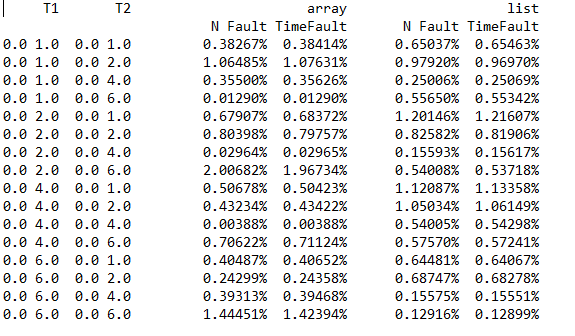 T1 T2 array list
N Fault TimeFault N Fault TimeFault
0.0 1.0 0.0 1.0 0.38267% 0.38414% 0.65037% 0.65463%
0.0 1.0 0.0 2.0 1.06485% 1.07631% 0.97920% 0.96970%
0.0 1.0 0.0 4.0 0.35500% 0.35626% 0.25006% 0.25069%
0.0 1.0 0.0 6.0 0.01290% 0.01290% 0.55650% 0.55342%
0.0 2.0 0.0 1.0 0.67907% 0.68372% 1.20146% 1.21607%
0.0 2.0 0.0 2.0 0.80398% 0.79757% 0.82582% 0.81906%
0.0 2.0 0.0 4.0 0.02964% 0.02965% 0.15593% 0.15617%
0.0 2.0 0.0 6.0 2.00682% 1.96734% 0.54008% 0.53718%
0.0 4.0 0.0 1.0 0.50678% 0.50423% 1.12087% 1.13358%
0.0 4.0 0.0 2.0 0.43234% 0.43422% 1.05034% 1.06149%
0.0 4.0 0.0 4.0 0.00388% 0.00388% 0.54005% 0.54298%
0.0 4.0 0.0 6.0 0.70622% 0.71124% 0.57570% 0.57241%
0.0 6.0 0.0 1.0 0.40487% 0.40652% 0.64481% 0.64067%
0.0 6.0 0.0 2.0 0.24299% 0.24358% 0.68747% 0.68278%
0.0 6.0 0.0 4.0 0.39313% 0.39468% 0.15575% 0.15551%
0.0 6.0 0.0 6.0 1.44451% 1.42394% 0.12916% 0.12899%